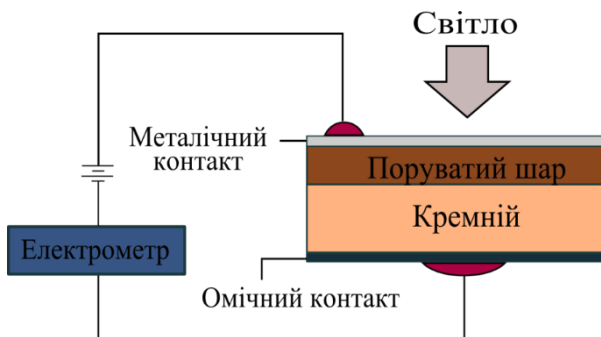 Світло
Металічний
контакт
Поруватий шар
Кремній
Електрометр
Омічний контакт